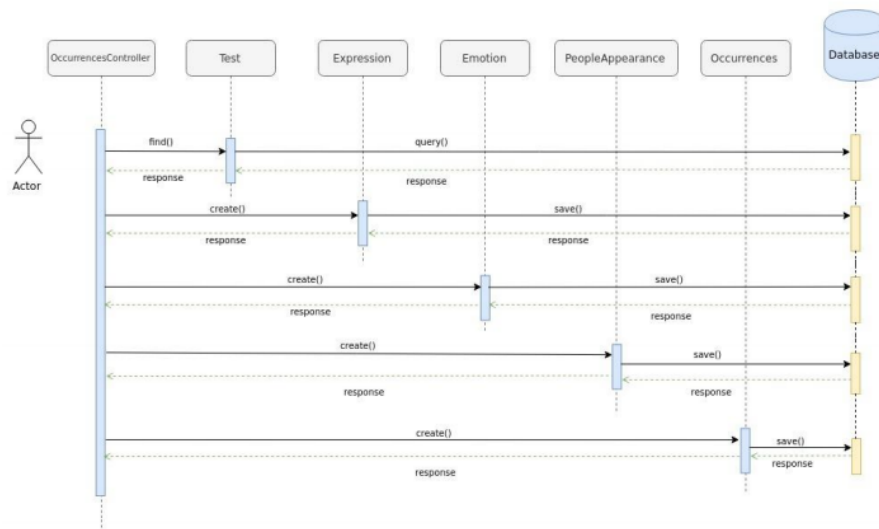 OccurrencesController
Test
Expression
Emotion
PeopleAppearance
Occurrences
Database
Actor
find()
query()
response
response
create()
save()
response
response
create()
save()
response
response
create()
save()
response
response
create()
save()
response
response